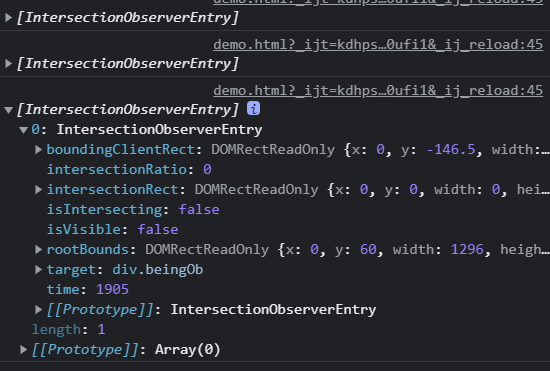 demo.html?_ijt=kdhps…0ufi1&_ij_reload:45
[IntersectionObserverEntry]
demo.html?_ijt=kdhps…0ufi1&_ij_reload:45
[IntersectionObserverEntry]
demo.html?_ijt=kdhps…0ufi1&_ij_reload:45
[IntersectionObserverEntry] i
0: IntersectionObserverEntry
boundingClientRect: DOMRectReadOnly {x: 0, y: -146.5, width:…
intersectionRatio: 0
intersectionRect: DOMRectReadOnly {x: 0, y: 0, width: 0, hei…
isIntersecting: false
isVisible: false
rootBounds: DOMRectReadOnly {x: 0, y: 60, width: 1296, heigh…
target: div.beingOb
time: 1905
[[Prototype]]: IntersectionObserverEntry
length: 1
[[Prototype]]: Array(0)